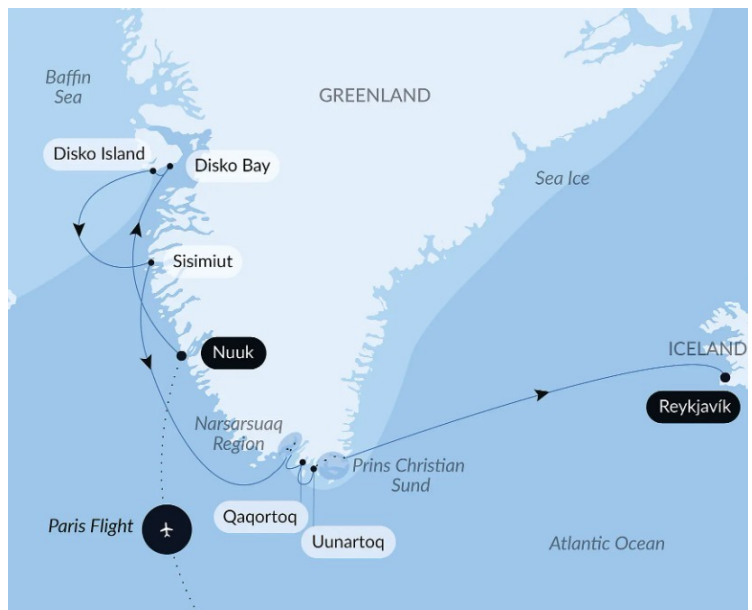 Baffin
Sea
GREENLAND
Disko Island
Disko Bay
Sea Ice
Sisimiut
Nuuk
ICELAND
Reykjavík
Narsarsuaq
Region
Prins Christian
Sund
Qaqortoq
Paris Flight
Uunartoq
Atlantic Ocean